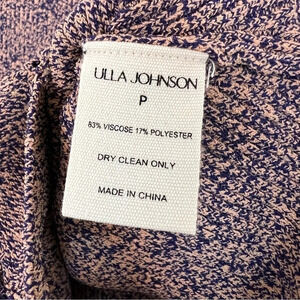 ULLA JOHNSON
P
83% VISCOSE 17% POLYESTER
DRY CLEAN ONLY
MADE IN CHINA